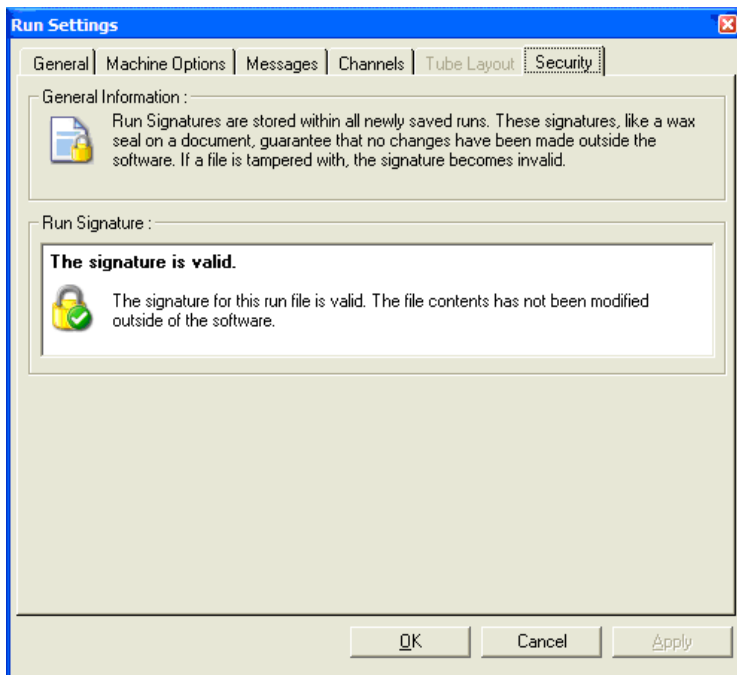 Run Settings
General Machine Options Messages Channels Tube Layout Security
General Information :
Run Signatures are stored within all newly saved runs. These signatures, like a wax
seal on a document, guarantee that no changes have been made outside the
software. If a file is tampered with, the signature becomes invalid.
Run Signature :
The signature is valid.
The signature for this run file is valid. The file contents has not been modified
outside of the software.
OK Cancel Apply